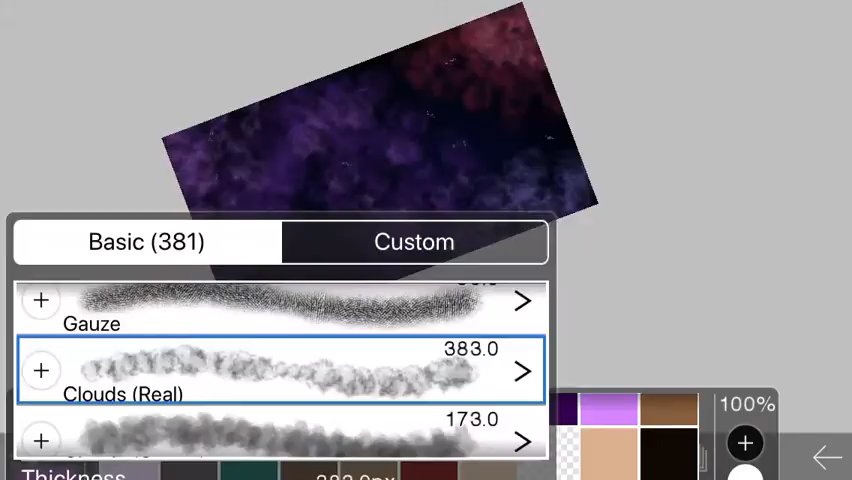 Basic (381)
Custom
Gauze
383.0
Clouds (Real)
173.0
100%
Thickness